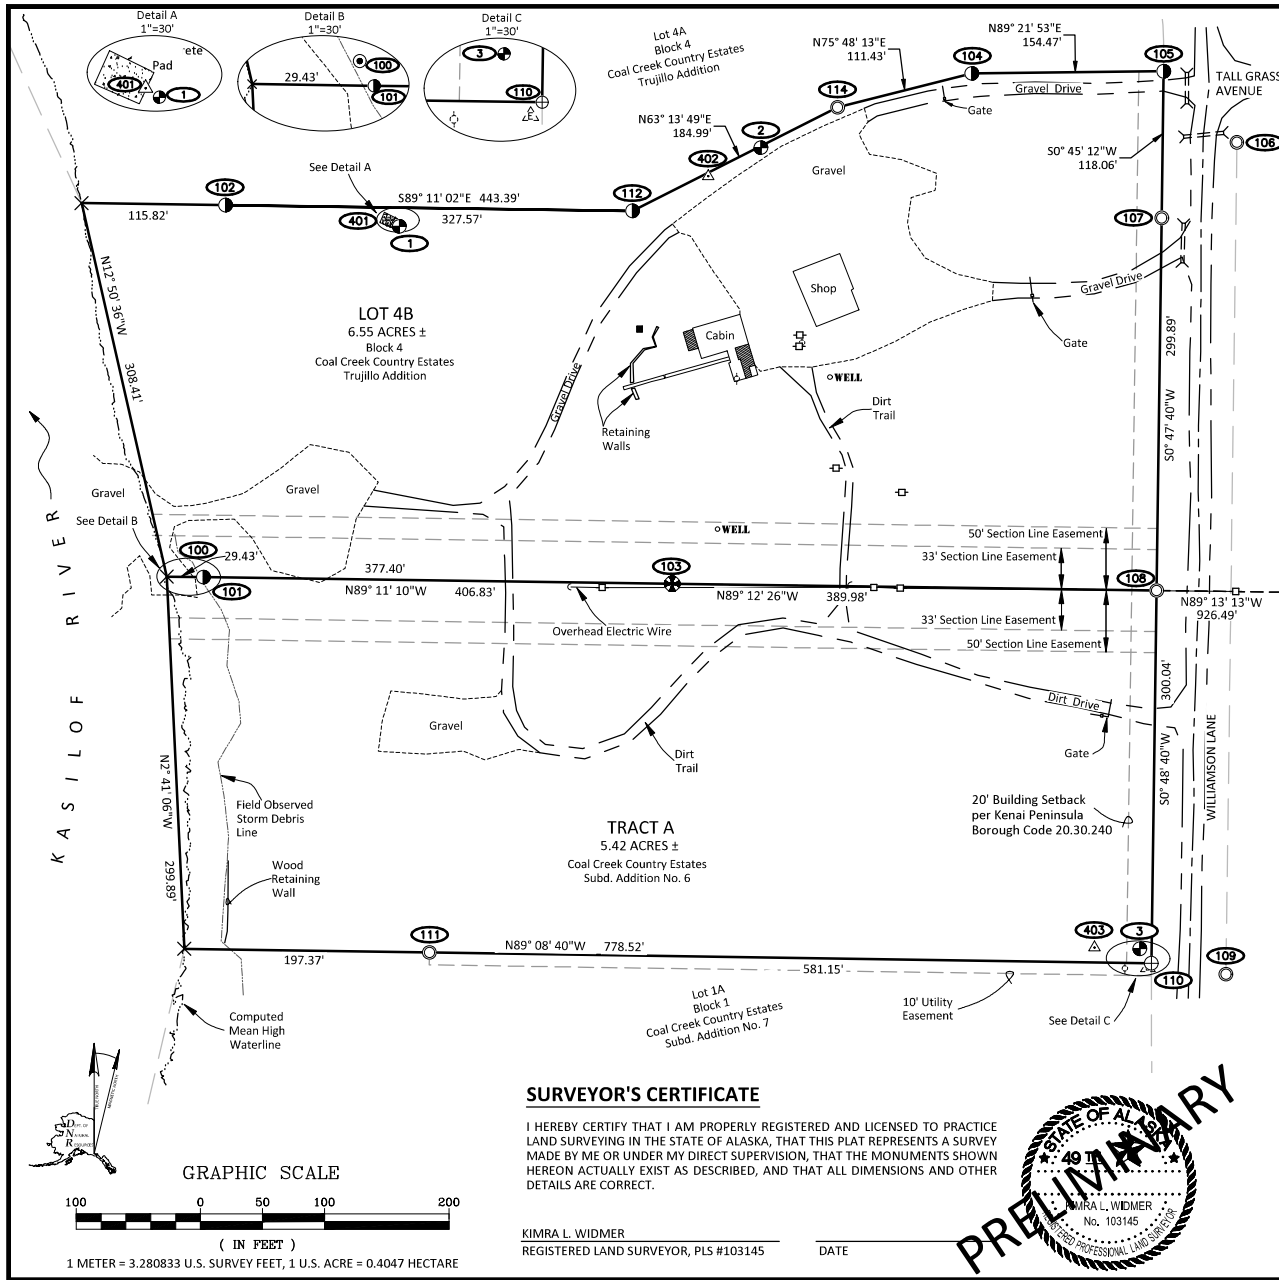 Detail A
1"=30'
ete
Pad
401
1
Detail B
1"=30'
29.43'
100
101
Detail C
1"=30'
3
110
E
Lot 4A
Block 4
Coal Creek Country Estates
Trujillo Addition
N75° 48' 13"E
111.43'
N89° 21' 53"E
154.47'
104
105
TALL GRASS
AVENUE
Gravel Drive
Gate
114
N63° 13' 49"E
184.99'
2
402
S0° 45' 12"W
118.06'
106
See Detail A
102
115.82'
S89° 11' 02"E 443.39'
327.57'
401
1
112
Gravel
107
N12° 50' 36"W
308.41'
LOT 4B
6.55 ACRES ±
Block 4
Coal Creek Country Estates
Trujillo Addition
Shop
Cabin
Gravel Drive
Gate
299.89'
S0° 47' 40"W
Gravel Drive
WELL
Dirt
Trail
Retaining
Walls
Gravel
Gravel
See Detail B
WELL
50' Section Line Easement
33' Section Line Easement
100
29.43'
101
377.40'
N89° 11' 10"W 406.83'
103
N89° 12' 26"W 389.98'
108
N89° 13' 13"W
926.49'
Overhead Electric Wire
33' Section Line Easement
50' Section Line Easement
KASILOF RIVER
Gravel
Dirt Drive
300.04'
S0° 48' 40"W
Gate
Dirt
Trail
WILLIAMSON LANE
N2° 41' 06"W
299.89'
Field Observed
Storm Debris
Line
20' Building Setback
per Kenai Peninsula
Borough Code 20.30.240
TRACT A
5.42 ACRES ±
Coal Creek Country Estates
Subd. Addition No. 6
Wood
Retaining
Wall
111
197.37'
N89° 08' 40"W 778.52'
581.15'
403
3
110
109
Lot 1A
Block 1
Coal Creek Country Estates
Subd. Addition No. 7
10' Utility
Easement
See Detail C
Computed
Mean High
Waterline
SURVEYOR'S CERTIFICATE
I HEREBY CERTIFY THAT I AM PROPERLY REGISTERED AND LICENSED TO PRACTICE
LAND SURVEYING IN THE STATE OF ALASKA, THAT THIS PLAT REPRESENTS A SURVEY
MADE BY ME OR UNDER MY DIRECT SUPERVISION, THAT THE MONUMENTS SHOWN
HEREON ACTUALLY EXIST AS DESCRIBED, AND THAT ALL DIMENSIONS AND OTHER
DETAILS ARE CORRECT.
KIMRA L. WIDMER
REGISTERED LAND SURVEYOR, PLS #103145
DATE
STATE OF ALASKA
49 TH
KIMRA L. WIDMER
No. 103145
REGISTERED PROFESSIONAL LAND SURVEYOR
PRELIMINARY
DEPT. OF
NATURAL
RESOURCES
GRAPHIC SCALE
100 0 50 100 200
( IN FEET )
1 METER = 3.280833 U.S. SURVEY FEET, 1 U.S. ACRE = 0.4047 HECTARE